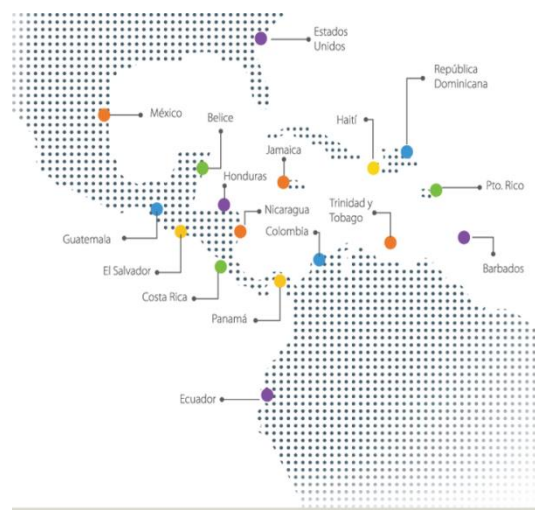 Estados
Unidos
República
Dominicana
México
Belice
Haití
Jamaica
Honduras
Pto. Rico
Nicaragua
Trinidad y
Tobago
Guatemala
Colombia
El Salvador
Barbados
Costa Rica
Panamá
Ecuador